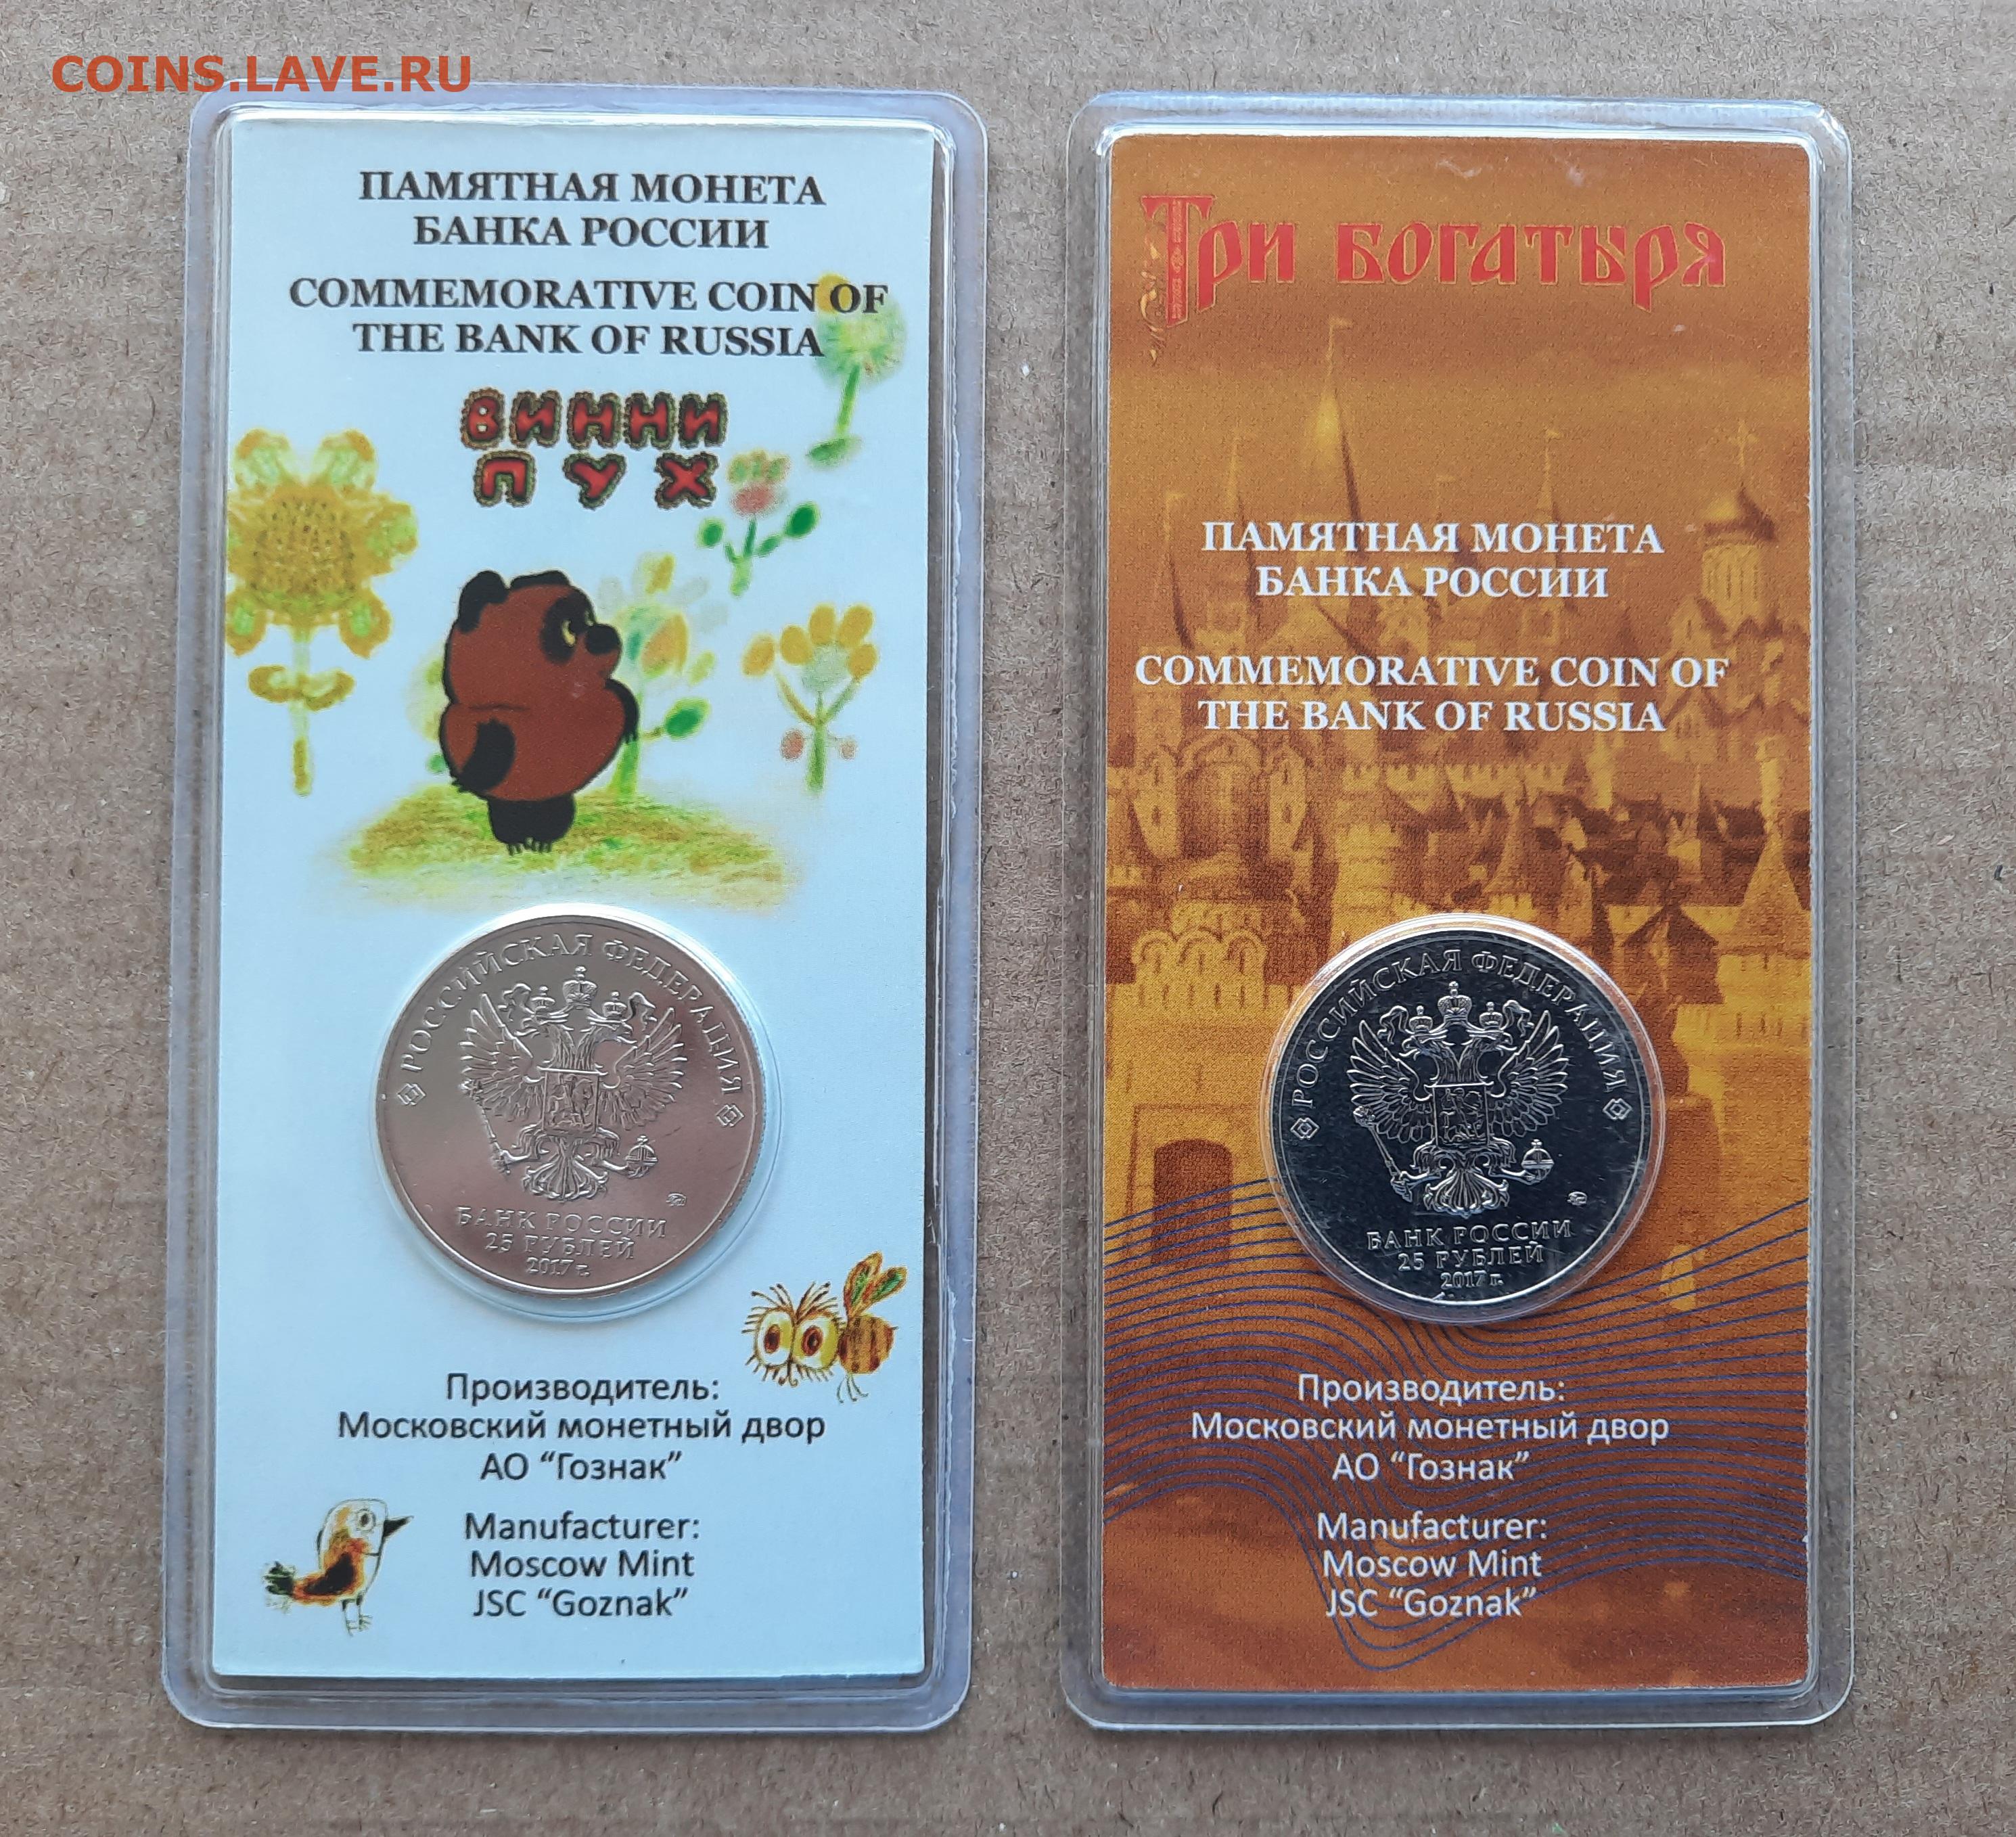 COINS.LAVE.RU
ПАМЯТНАЯ МОНЕТА
БАНКА РОССИИ
COMMEMORATIVE COIN OF
THE BANK OF RUSSIA
ВИННИ
ПУХ
РОССИЙСКАЯ ФЕДЕРАЦИЯ
БАНК РОССИИ
25 РУБЛЕЙ
2017 г.
Производитель:
Московский монетный двор
АО “Гознак”
Manufacturer:
Moscow Mint
JSC “Goznak”
Три богатыря
ПАМЯТНАЯ МОНЕТА
БАНКА РОССИИ
COMMEMORATIVE COIN OF
THE BANK OF RUSSIA
РОССИЙСКАЯ ФЕДЕРАЦИЯ
БАНК РОССИИ
25 РУБЛЕЙ
2017 г.
Производитель:
Московский монетный двор
АО “Гознак”
Manufacturer:
Moscow Mint
JSC “Goznak”